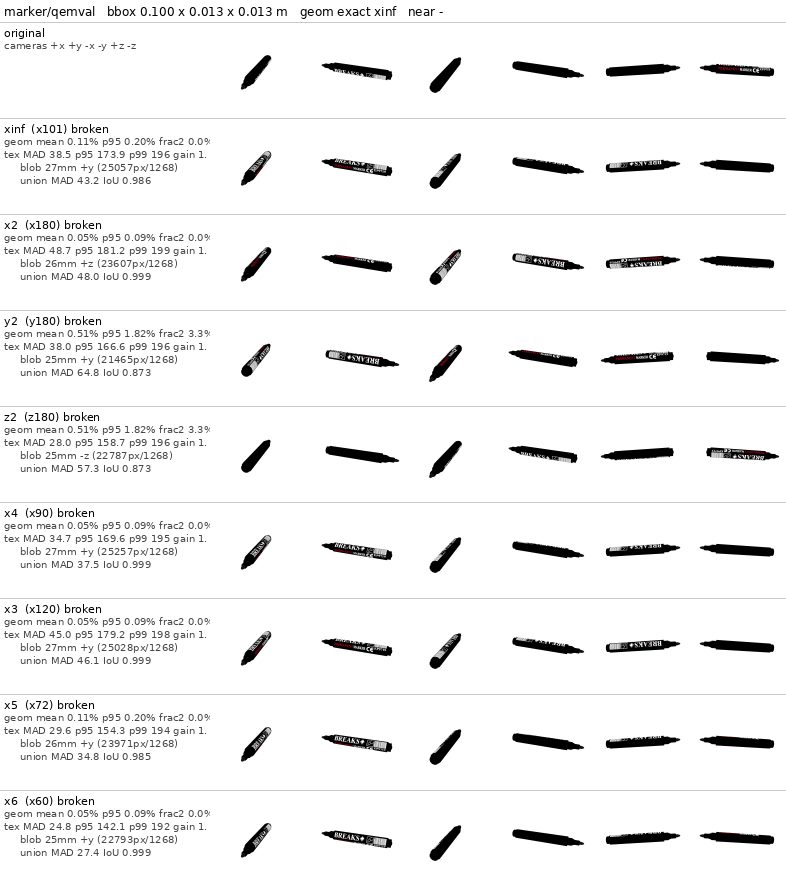 marker/qemval bbox 0.100 x 0.013 x 0.013 m geom exact xinf near -
original
cameras +x +y -x -y +z -z
xinf (x101) broken
geom mean 0.11% p95 0.20% frac2 0.0%
tex MAD 38.5 p95 173.9 p99 196 gain 1.
blob 27mm +y (25057px/1268)
union MAD 43.2 IoU 0.986
BREAKS
x2 (x180) broken
geom mean 0.05% p95 0.09% frac2 0.0%
tex MAD 48.7 p95 181.2 p99 199 gain 1.
blob 26mm +z (23607px/1268)
union MAD 48.0 IoU 0.999
BREAKS
y2 (y180) broken
geom mean 0.51% p95 1.82% frac2 3.3%
tex MAD 38.0 p95 166.6 p99 196 gain 1.
blob 25mm +y (21465px/1268)
union MAD 64.8 IoU 0.873
BREAKS
z2 (z180) broken
geom mean 0.51% p95 1.82% frac2 3.3%
tex MAD 28.0 p95 158.7 p99 196 gain 1.
blob 25mm -z (22787px/1268)
union MAD 57.3 IoU 0.873
BREAKS
x4 (x90) broken
geom mean 0.05% p95 0.09% frac2 0.0%
tex MAD 34.7 p95 169.6 p99 195 gain 1.
blob 27mm +y (25257px/1268)
union MAD 37.5 IoU 0.999
BREAKS
x3 (x120) broken
geom mean 0.05% p95 0.09% frac2 0.0%
tex MAD 45.0 p95 179.2 p99 198 gain 1.
blob 27mm +y (25028px/1268)
union MAD 46.1 IoU 0.999
BREAKS
x5 (x72) broken
geom mean 0.11% p95 0.20% frac2 0.0%
tex MAD 29.6 p95 154.3 p99 194 gain 1.
blob 26mm +y (23971px/1268)
union MAD 34.8 IoU 0.985
BREAKS
x6 (x60) broken
geom mean 0.05% p95 0.09% frac2 0.0%
tex MAD 24.8 p95 142.1 p99 192 gain 1.
blob 25mm +y (22793px/1268)
union MAD 27.4 IoU 0.999
BREAKS